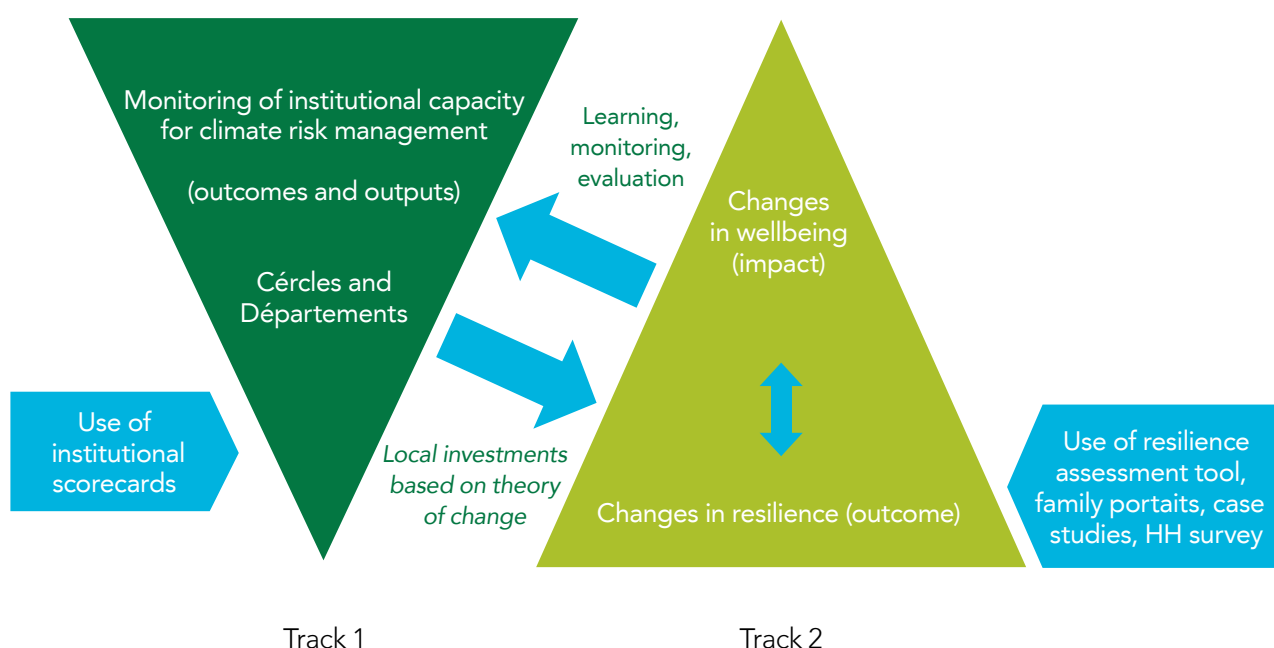 Monitoring of institutional capacity
for climate risk management
(outcomes and outputs)
Cércles and
Départements
Learning,
monitoring,
evaluation
Changes
in wellbeing
(impact)
Use of
institutional
scorecards
Local investments
based on theory
of change
Changes in resilience (outcome)
Use of resilience
assessment tool,
family portaits, case
studies, HH survey
Track 1
Track 2